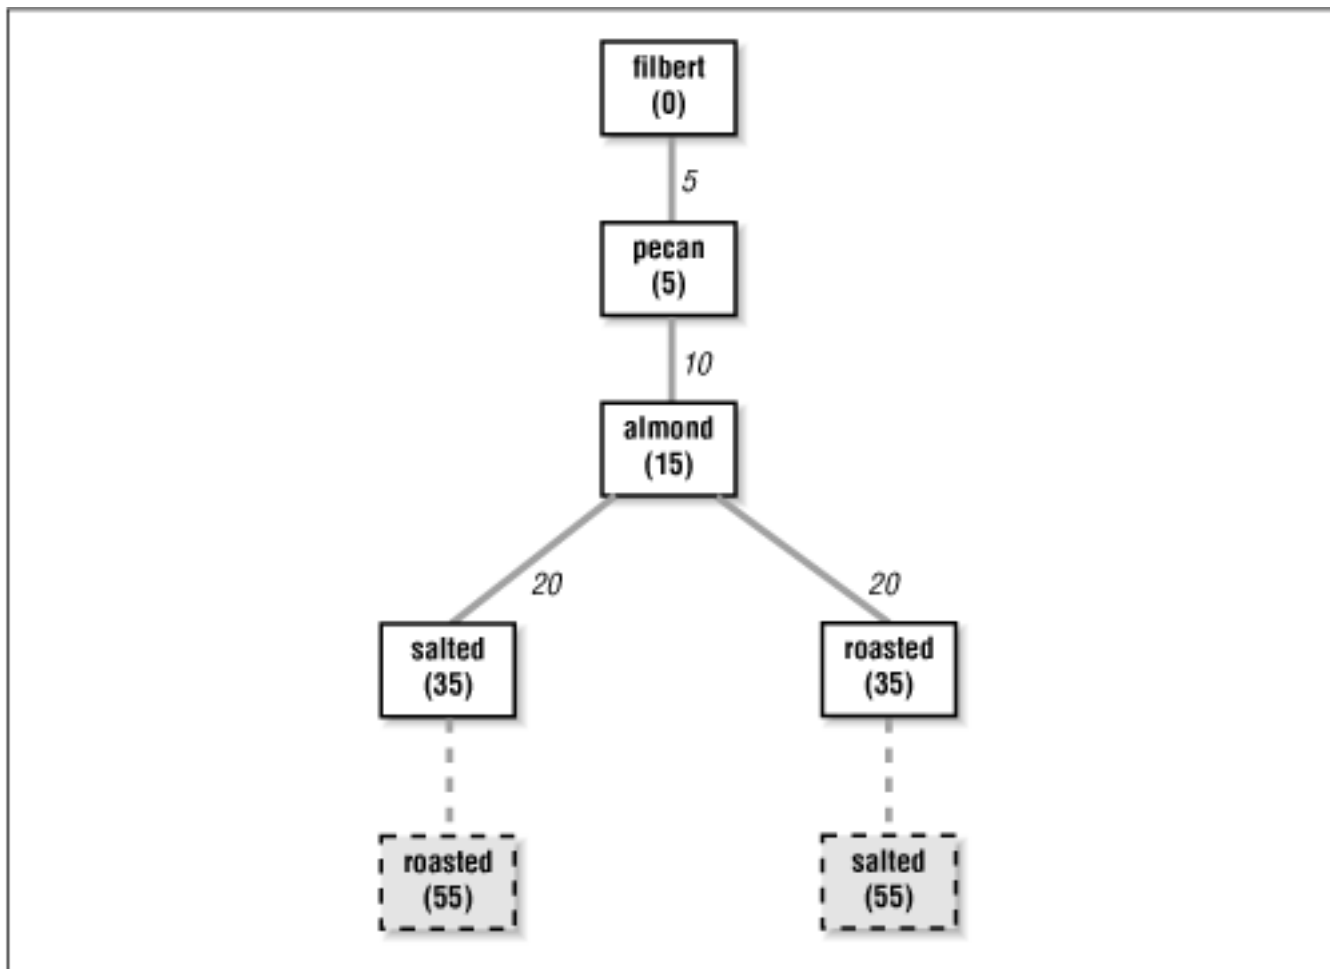 filbert
(0)
5
pecan
(5)
10
almond
(15)
20
20
salted
(35)
roasted
(35)
roasted
(55)
salted
(55)